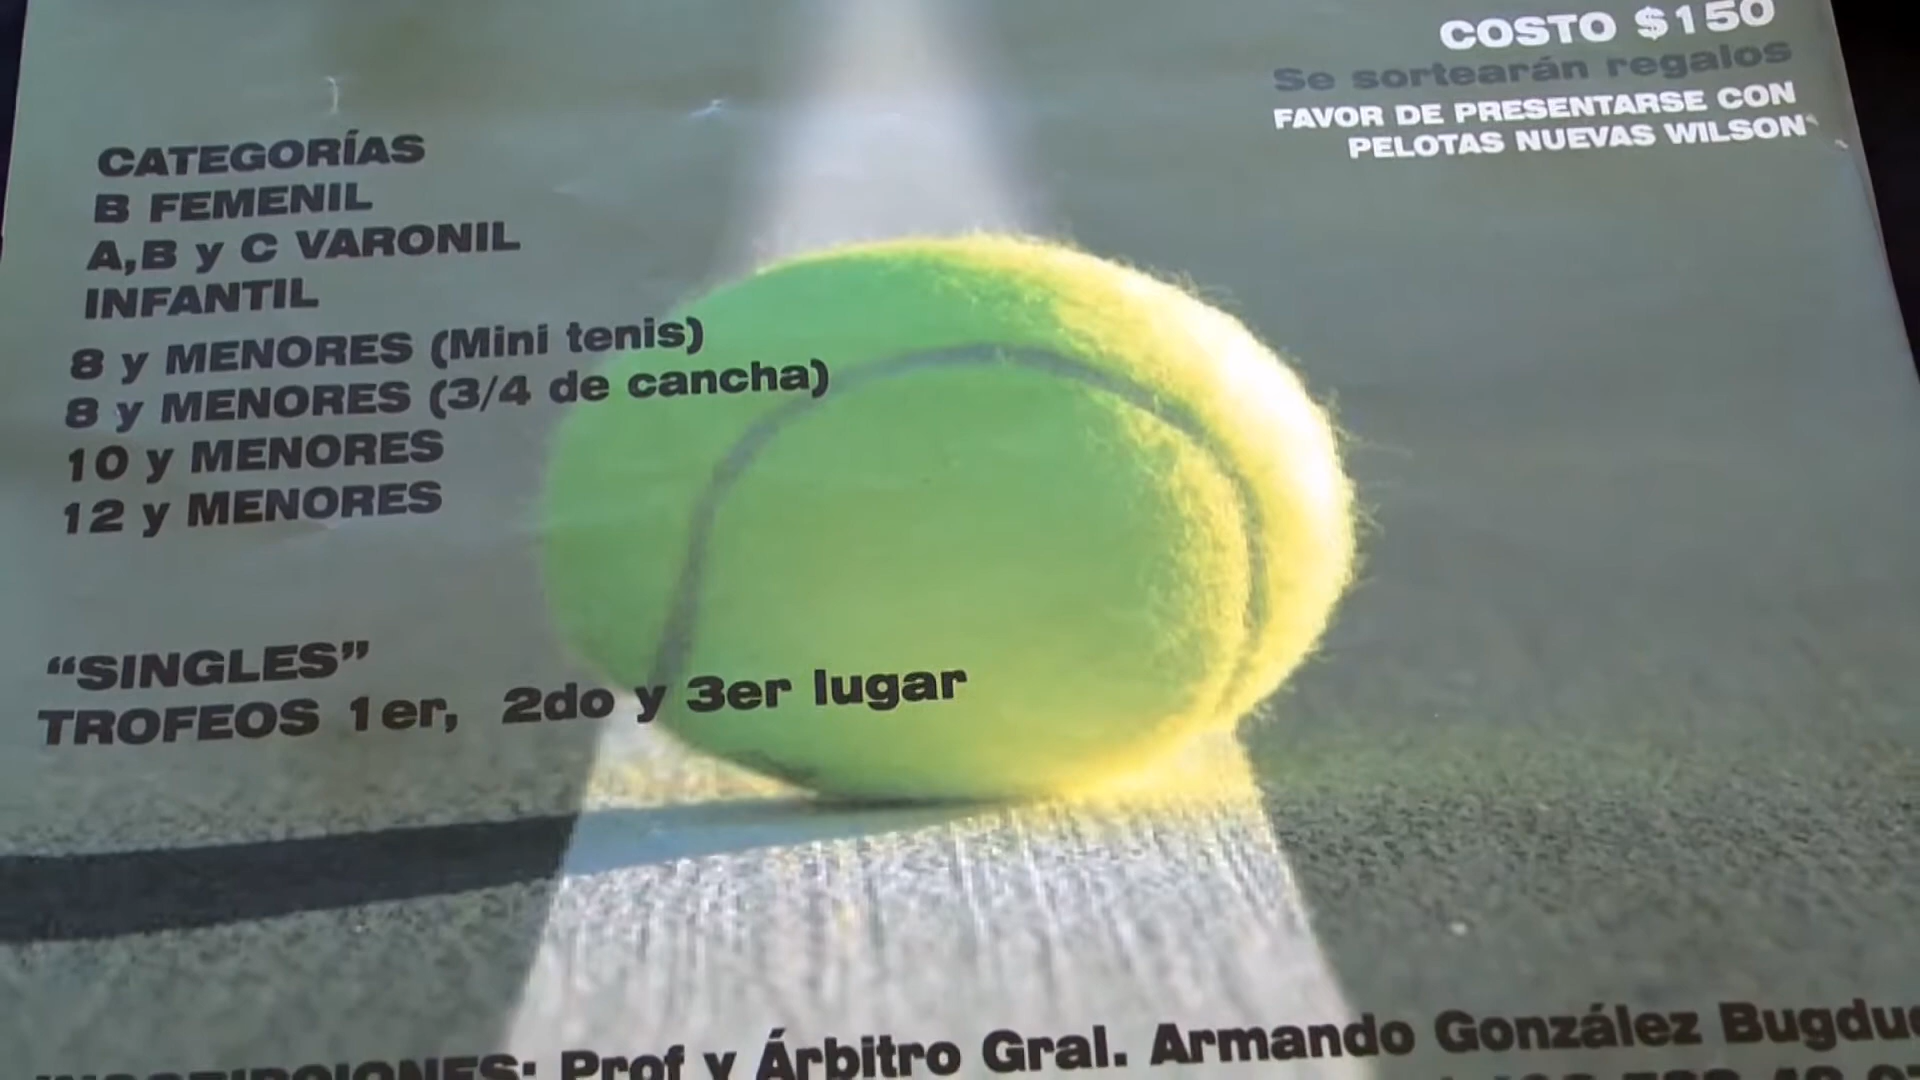 COSTO $150
Se sortearán regalos
FAVOR DE PRESENTARSE CON
PELOTAS NUEVAS WILSON
CATEGORÍAS
B FEMENIL
A,B y C VARONIL
INFANTIL
8 y MENORES (Mini tenis)
8 y MENORES (3/4 de cancha)
10 y MENORES
12 y MENORES
“SINGLES”
TROFEOS 1er, 2do y 3er lugar
INSCRIPCIONES: Prof y Árbitro Gral. Armando González